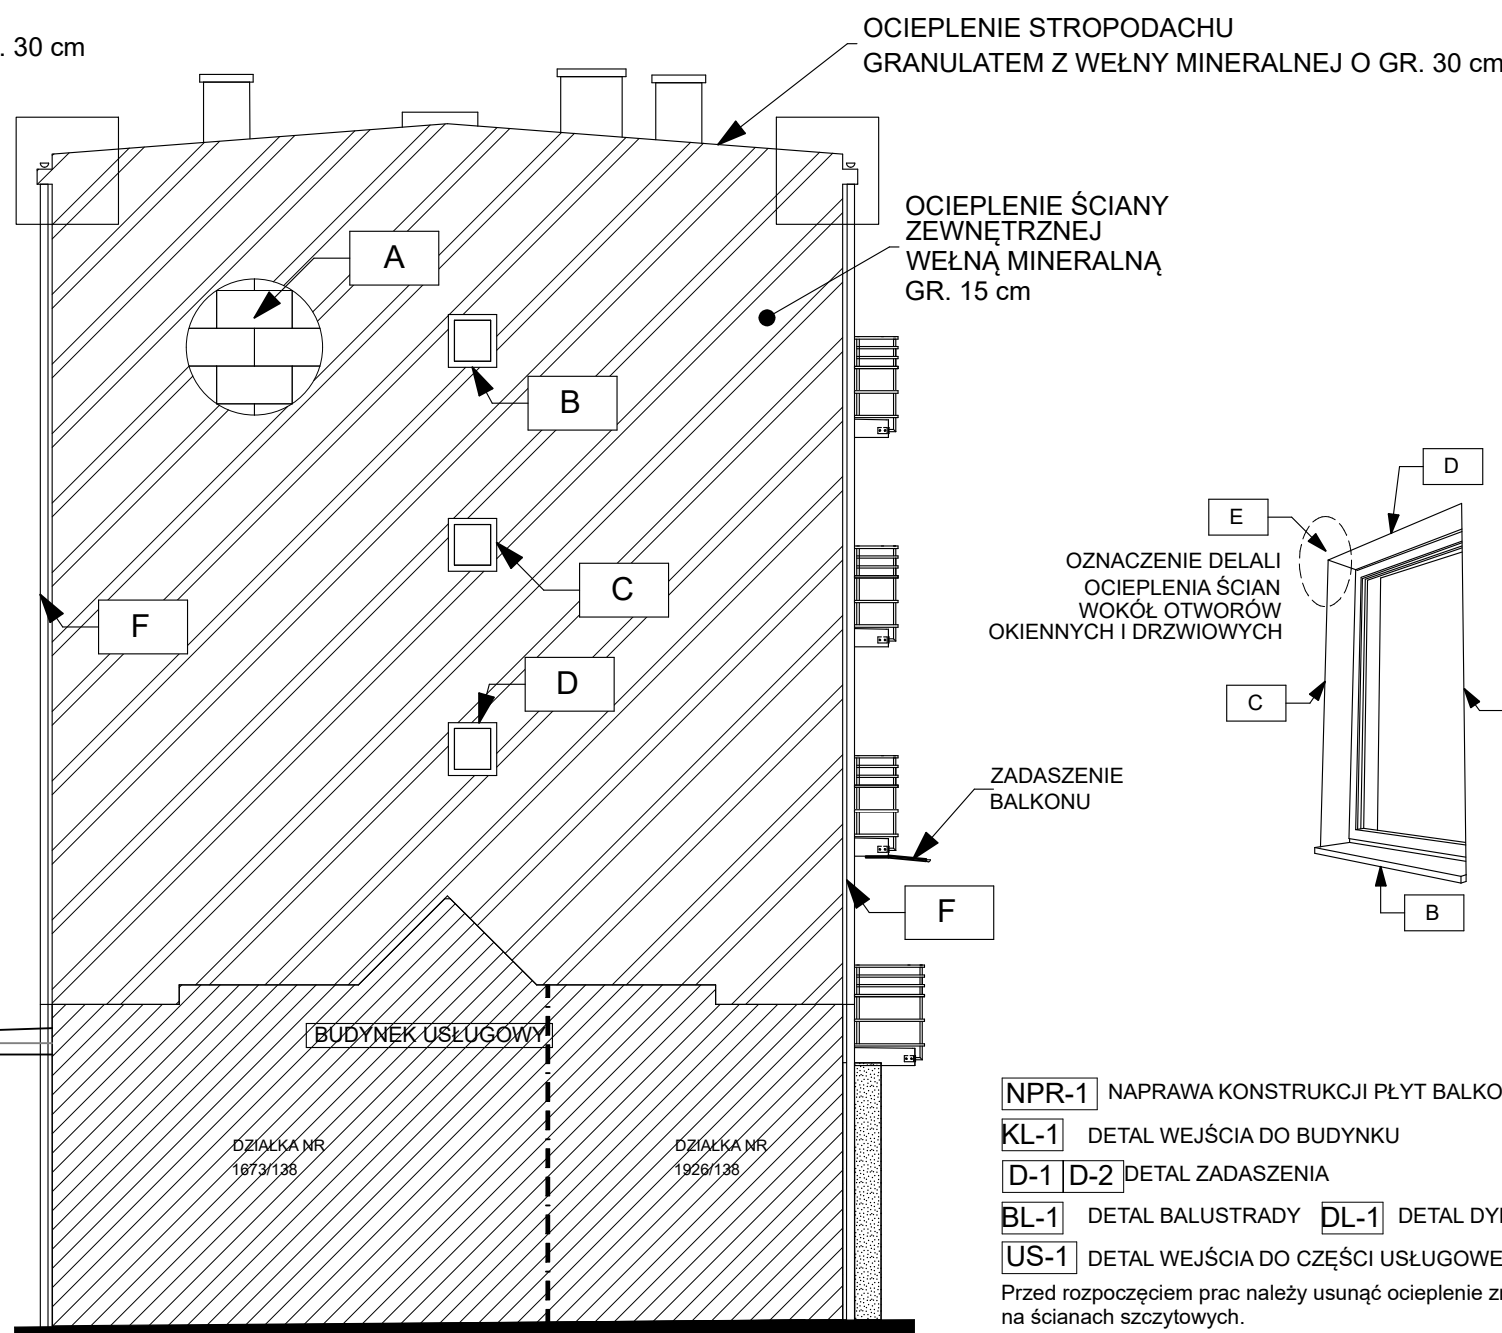 . 30 cm
OCIEPLENIE STROPODACHU
GRANULATEM Z WEŁNY MINERALNEJ O GR. 30 cm
OCIEPLENIE ŚCIANY
ZEWNĘTRZNEJ
WEŁNĄ MINERALNĄ
GR. 15 cm
A
B
C
D
F
F
D
E
OZNACZENIE DELALI
OCIEPLENIA ŚCIAN
WOKÓŁ OTWORÓW
OKIENNYCH I DRZWIOWYCH
C
B
ZADASZENIE
BALKONU
BUDYNEK USŁUGOWY
DZIAŁKA NR
1673/138
DZIAŁKA NR
1926/138
NPR-1 NAPRAWA KONSTRUKCJI PŁYT BALKO
KL-1 DETAL WEJŚCIA DO BUDYNKU
D-1 D-2 DETAL ZADASZENIA
BL-1 DETAL BALUSTRADY DL-1 DETAL DY
US-1 DETAL WEJŚCIA DO CZĘŚCI USŁUGOWE
Przed rozpoczęciem prac należy usunąć ocieplenie z
na ścianach szczytowych.